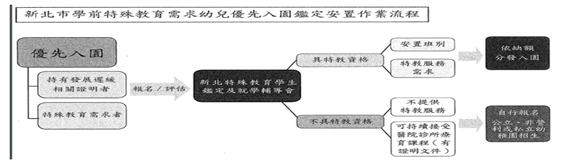 新北市學前特殊教育需求幼兒優先入園鑑定安置作業流程
優先入園
持有發展遲緩
相關證明者
特殊教育需求者
報名/評估
新北特殊教育學生
鑑定及就學輔導會
具特教資格
安置班別
特教服務
需求
依缺額
分發入園
不具特教資格
不提供
特教服務
可持續接受
醫院診所療
育課程(有
證明文件)
自行報名
公立、非營
利或私立幼
稚園招生